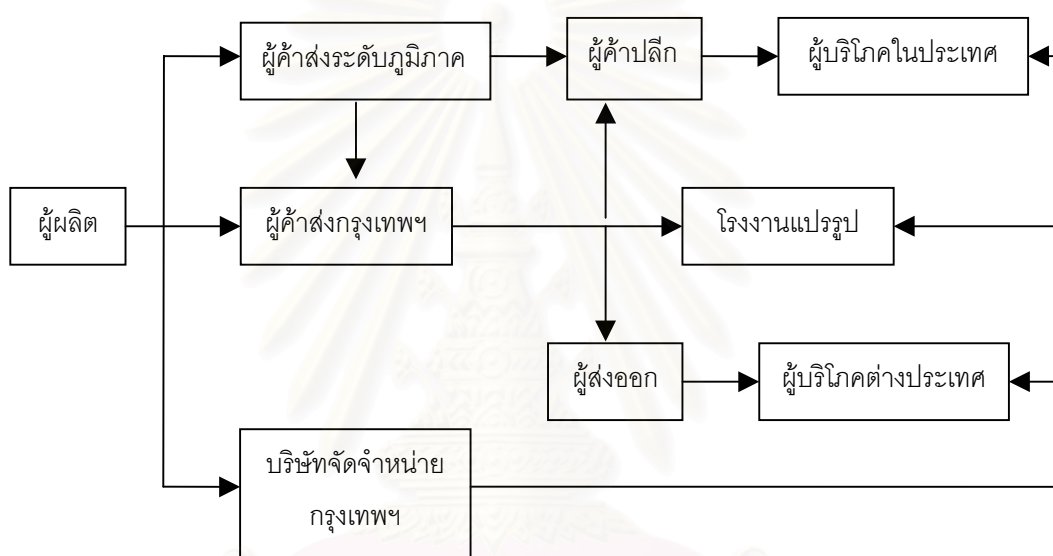 ผู้ค้าส่งระดับภูมิภาค
ผู้ค้าปลีก
ผู้บริโภคในประเทศ
ผู้ผลิต
ผู้ค้าส่งกรุงเทพฯ
โรงงานแปรรูป
ผู้ส่งออก
ผู้บริโภคต่างประเทศ
บริษัทจัดจำหน่าย
กรุงเทพฯ